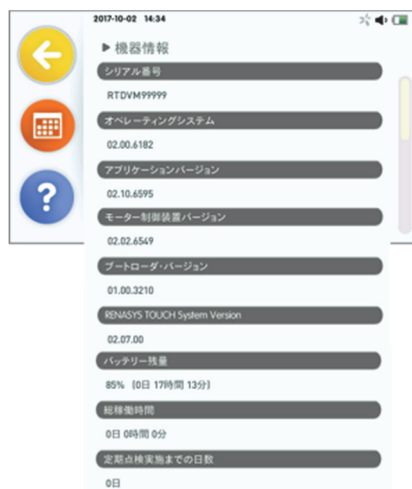 2017-10-02 14:34
▶ 機器情報
シリアル番号
RTDVM99999
オペレーティングシステム
02.00.6182
アプリケーションバージョン
02.10.6595
モーター制御装置バージョン
02.02.6549
ブートローダ・バージョン
01.00.3210
RENASYS TOUCH System Version
02.07.00
バッテリー残量
85% (0日 17時間 13分)
総稼働時間
0日 0時間 0分
定期点検実施までの日数
0日
?